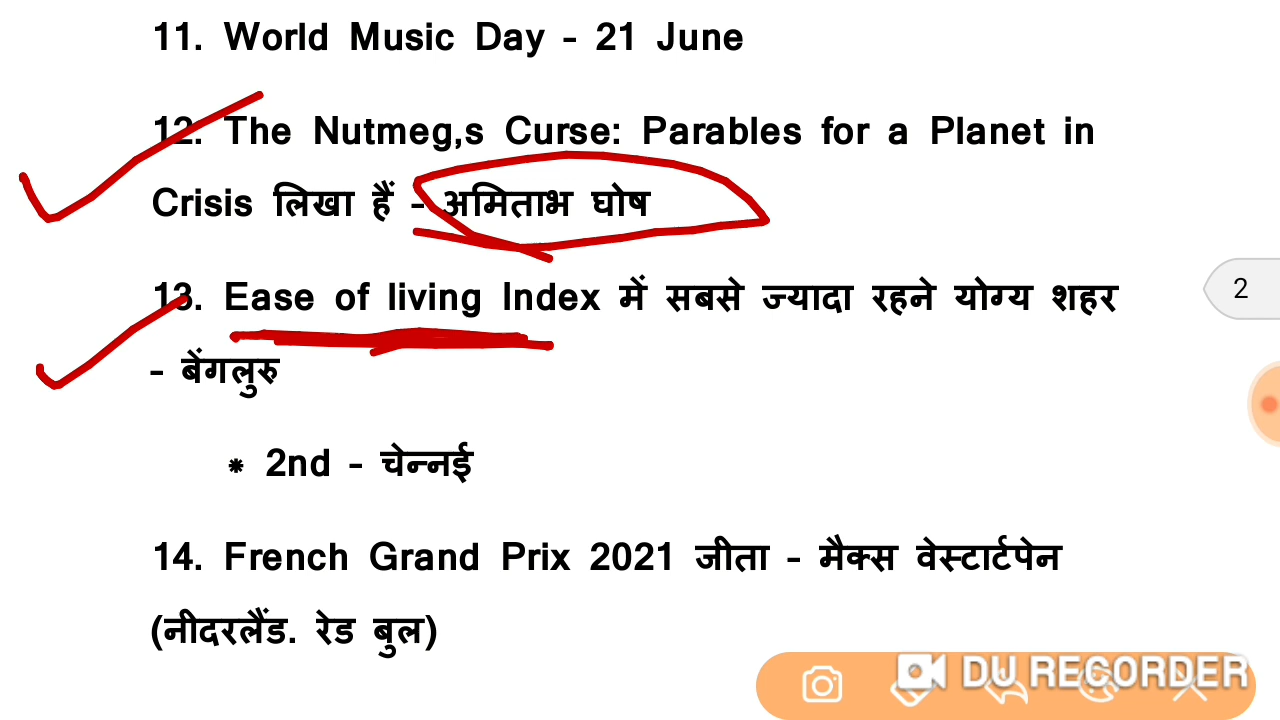 11. World Music Day - 21 June
12. The Nutmeg,s Curse: Parables for a Planet in
Crisis लिखा हैं - अमिताभ घोष
13. Ease of living Index में सबसे ज्यादा रहने योग्य शहर
- बेंगलुरु
* 2nd - चेन्नई
14. French Grand Prix 2021 जीता - मैक्स वेस्टार्टपेन
(नीदरलैंड. रेड बुल)
2
DU RECORDER